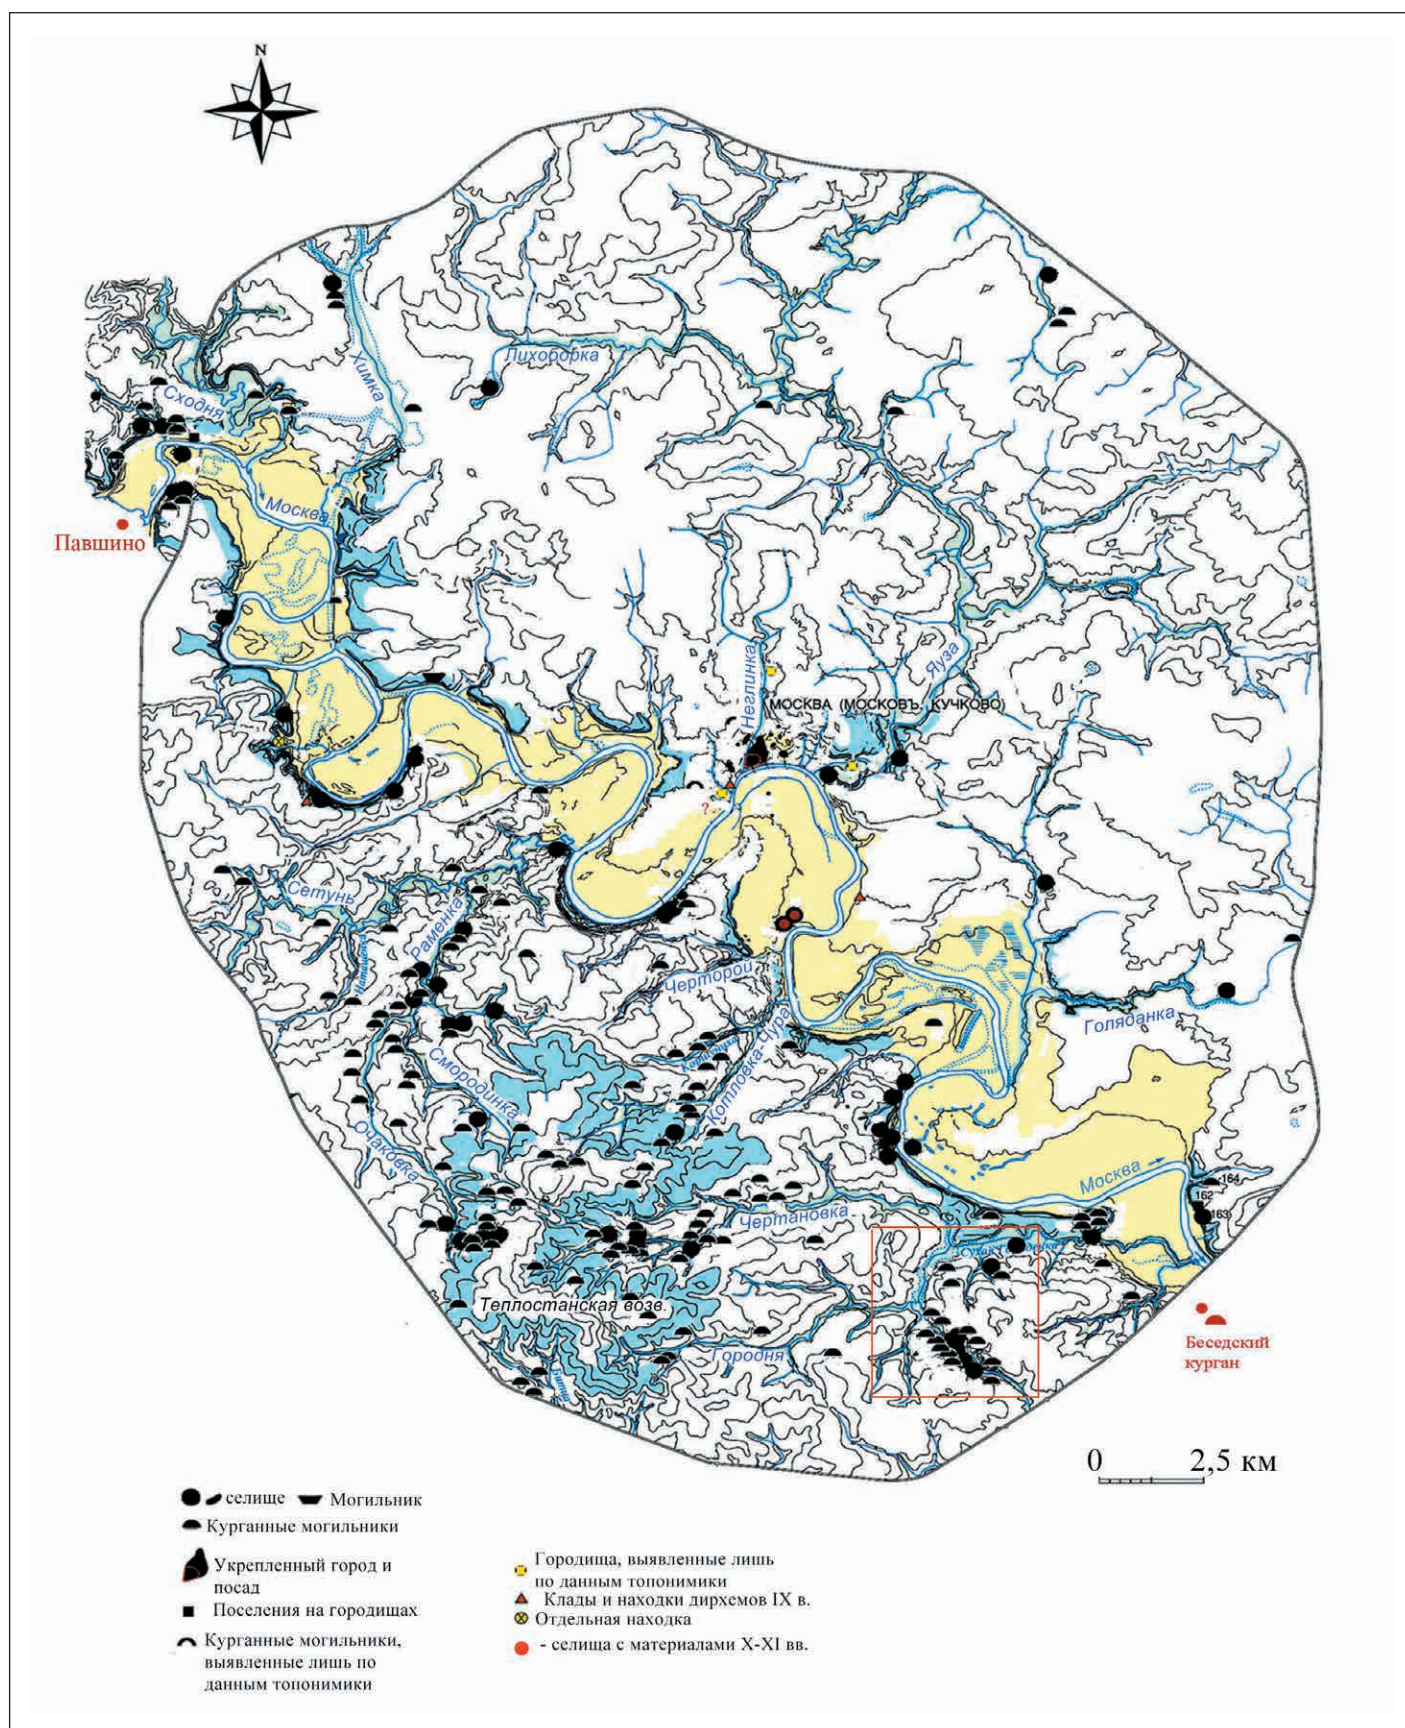 N
Сходня
Химка
Лихоборка
Москва
Павшино
Неглинка
Яуза
МОСКВА (МОСКОВЪ, КУЧКОВО)
?
Сетунь
Раменка
Черторой
Голяданка
Котловка-Чура
Смородинка
Очаковка
Москва
164
162
163
Чертановка
Теплостанская возв.
Городня
Битца
Беседский
курган
0 2,5 км
селище Могильник
Курганные могильники
Укрепленный город и
посад
Поселения на городищах
Курганные могильники,
выявленные лишь по
данным топонимики
Городища, выявленные лишь
по данным топонимики
Клады и находки дирхемов IX в.
Отдельная находка
- селища с материалами X-XI вв.